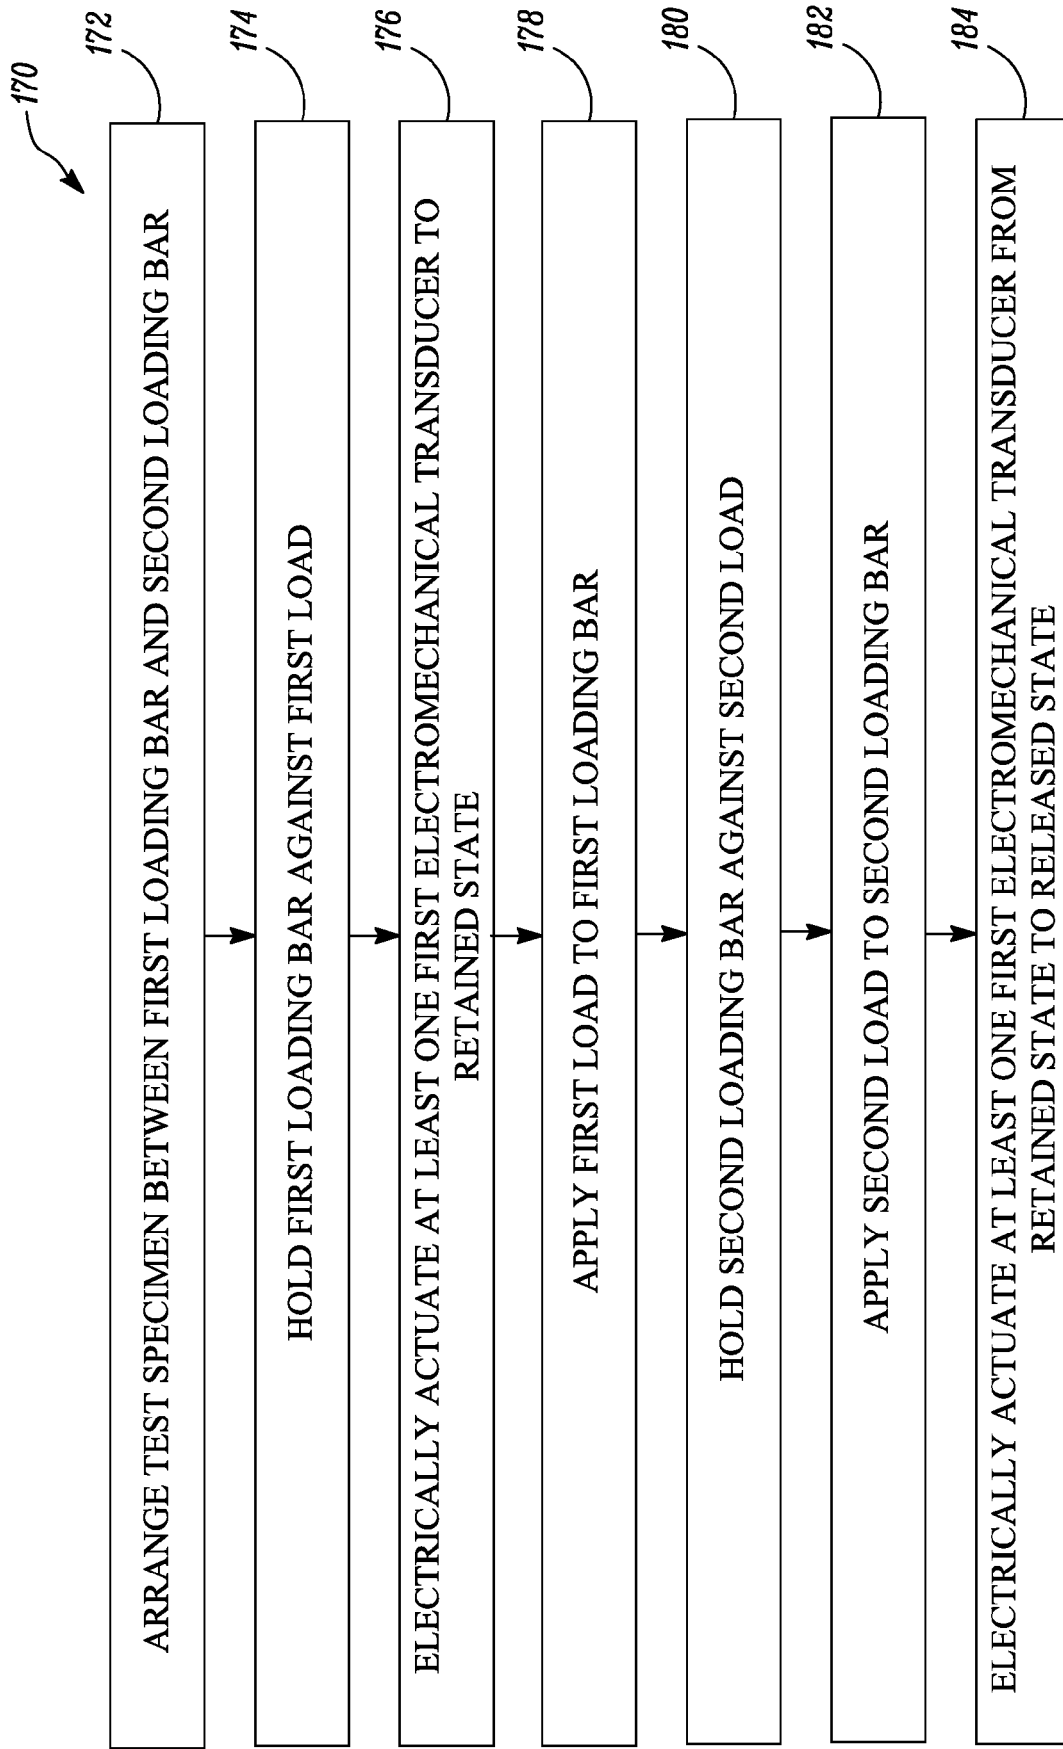 170
172
ARRANGE TEST SPECIMEN BETWEEN FIRST LOADING BAR AND SECOND LOADING BAR
174
HOLD FIRST LOADING BAR AGAINST FIRST LOAD
176
ELECTRICALLY ACTUATE AT LEAST ONE FIRST ELECTROMECHANICAL TRANSDUCER TO
RETAINED STATE
178
APPLY FIRST LOAD TO FIRST LOADING BAR
180
HOLD SECOND LOADING BAR AGAINST SECOND LOAD
182
APPLY SECOND LOAD TO SECOND LOADING BAR
184
ELECTRICALLY ACTUATE AT LEAST ONE FIRST ELECTROMECHANICAL TRANSDUCER FROM
RETAINED STATE TO RELEASED STATE